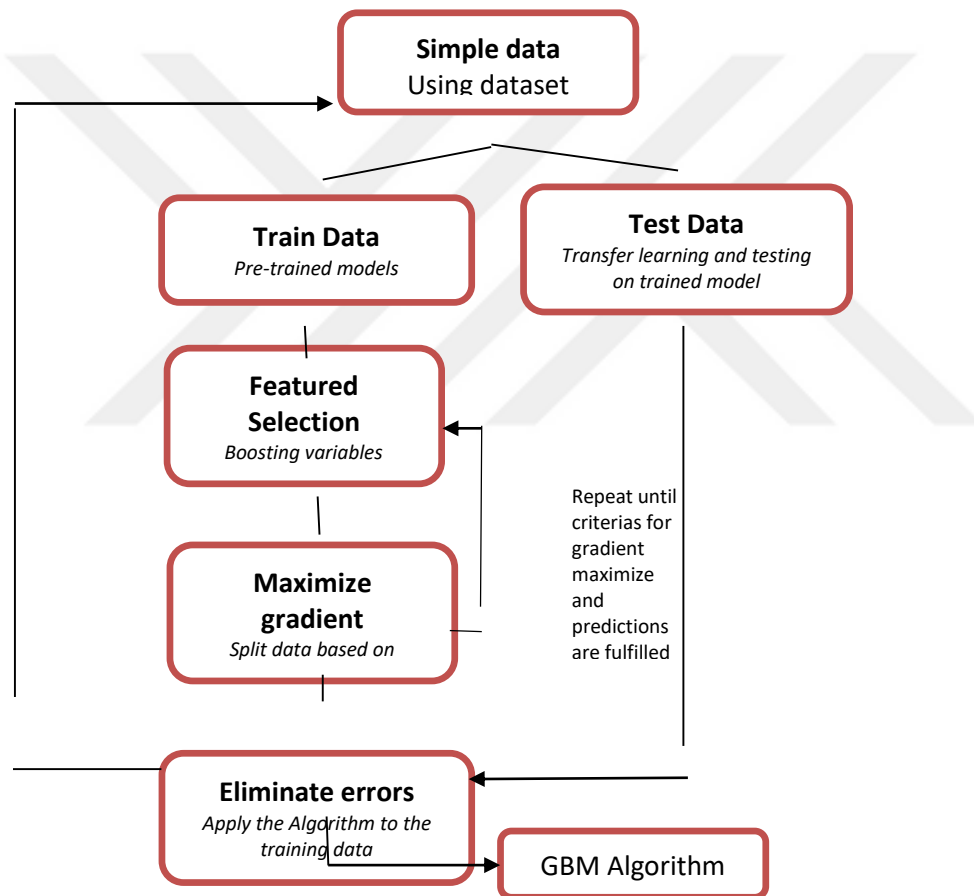 Simple data
Using dataset
Train Data
Pre-trained models
Test Data
Transfer learning and testing
on trained model
Featured
Selection
Boosting variables
Repeat until
criterias for
gradient
maximize
and
predictions
are fulfilled
Maximize
gradient
Split data based on
Eliminate errors
Apply the Algorithm to the
training data
GBM Algorithm